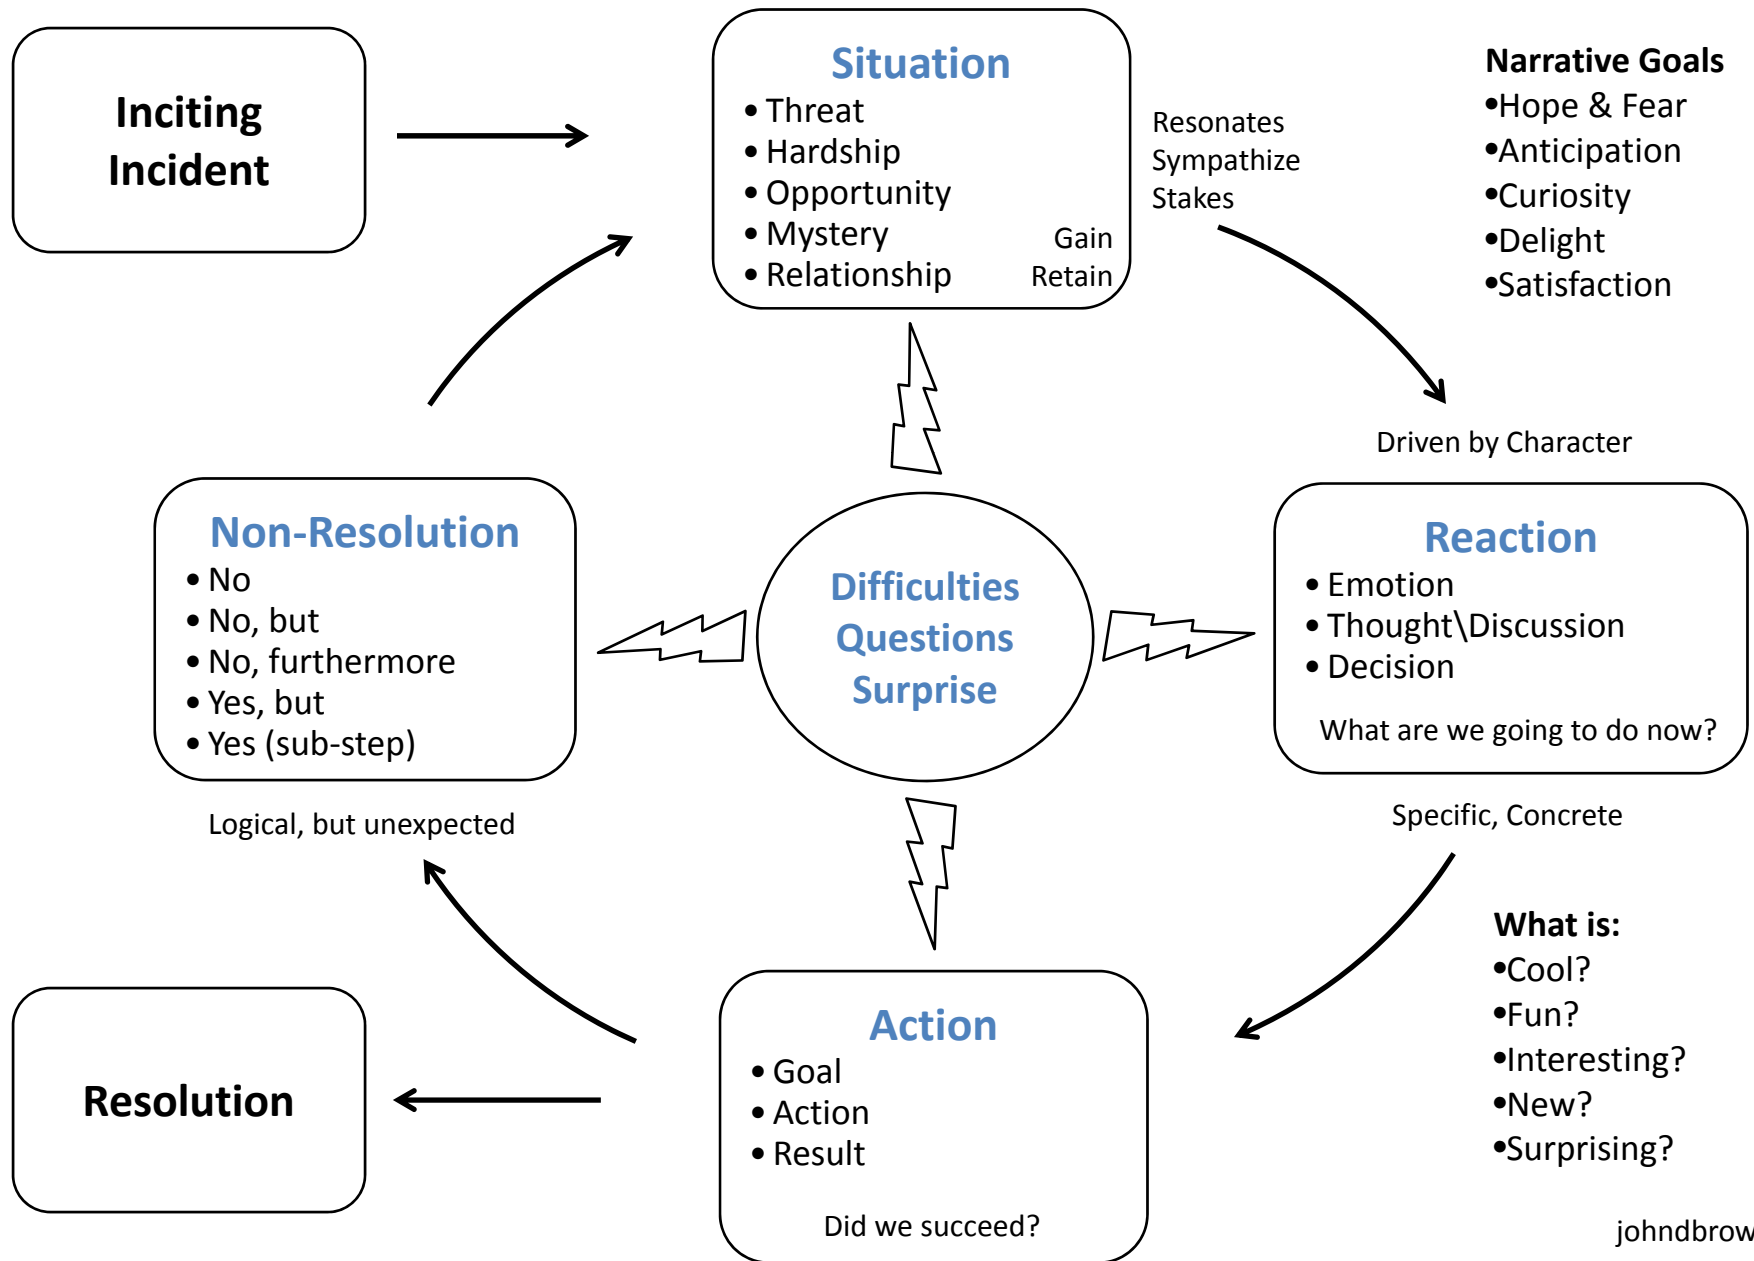 Inciting
Incident
Situation
• Threat
• Hardship
• Opportunity
• Mystery
• Relationship
Gain
Retain
Resonates
Sympathize
Stakes
Narrative Goals
•Hope & Fear
•Anticipation
•Curiosity
•Delight
•Satisfaction
Driven by Character
Non-Resolution
• No
• No, but
• No, furthermore
• Yes, but
• Yes (sub-step)
Logical, but unexpected
Difficulties
Questions
Surprise
Reaction
• Emotion
• Thought\Discussion
• Decision
What are we going to do now?
Specific, Concrete
Resolution
Action
• Goal
• Action
• Result
Did we succeed?
What is:
•Cool?
•Fun?
•Interesting?
•New?
•Surprising?
johndbrow